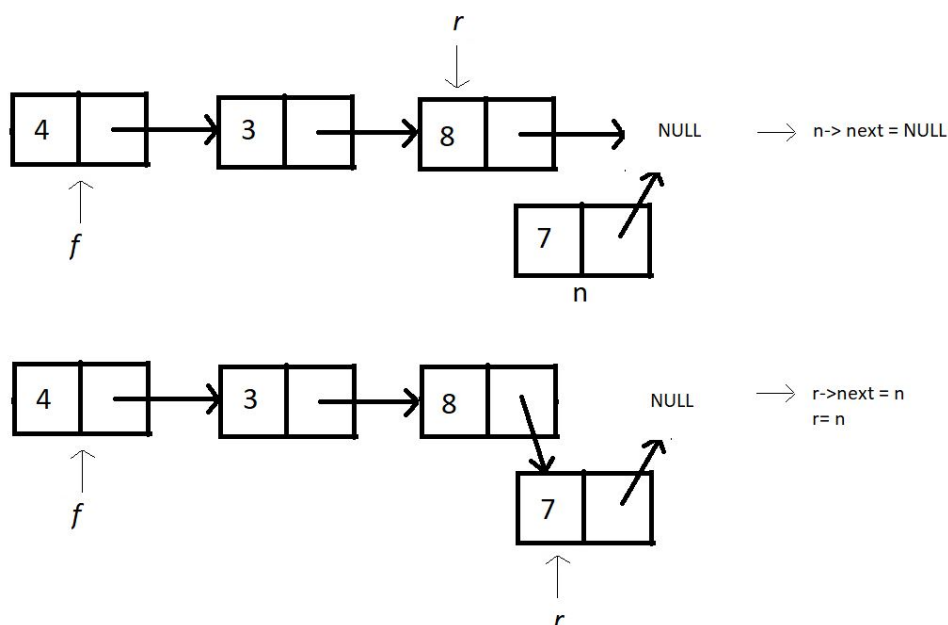 r
4
3
8
NULL
n-> next = NULL
f
7
n
4
3
8
NULL
r->next = n
r= n
f
7
r